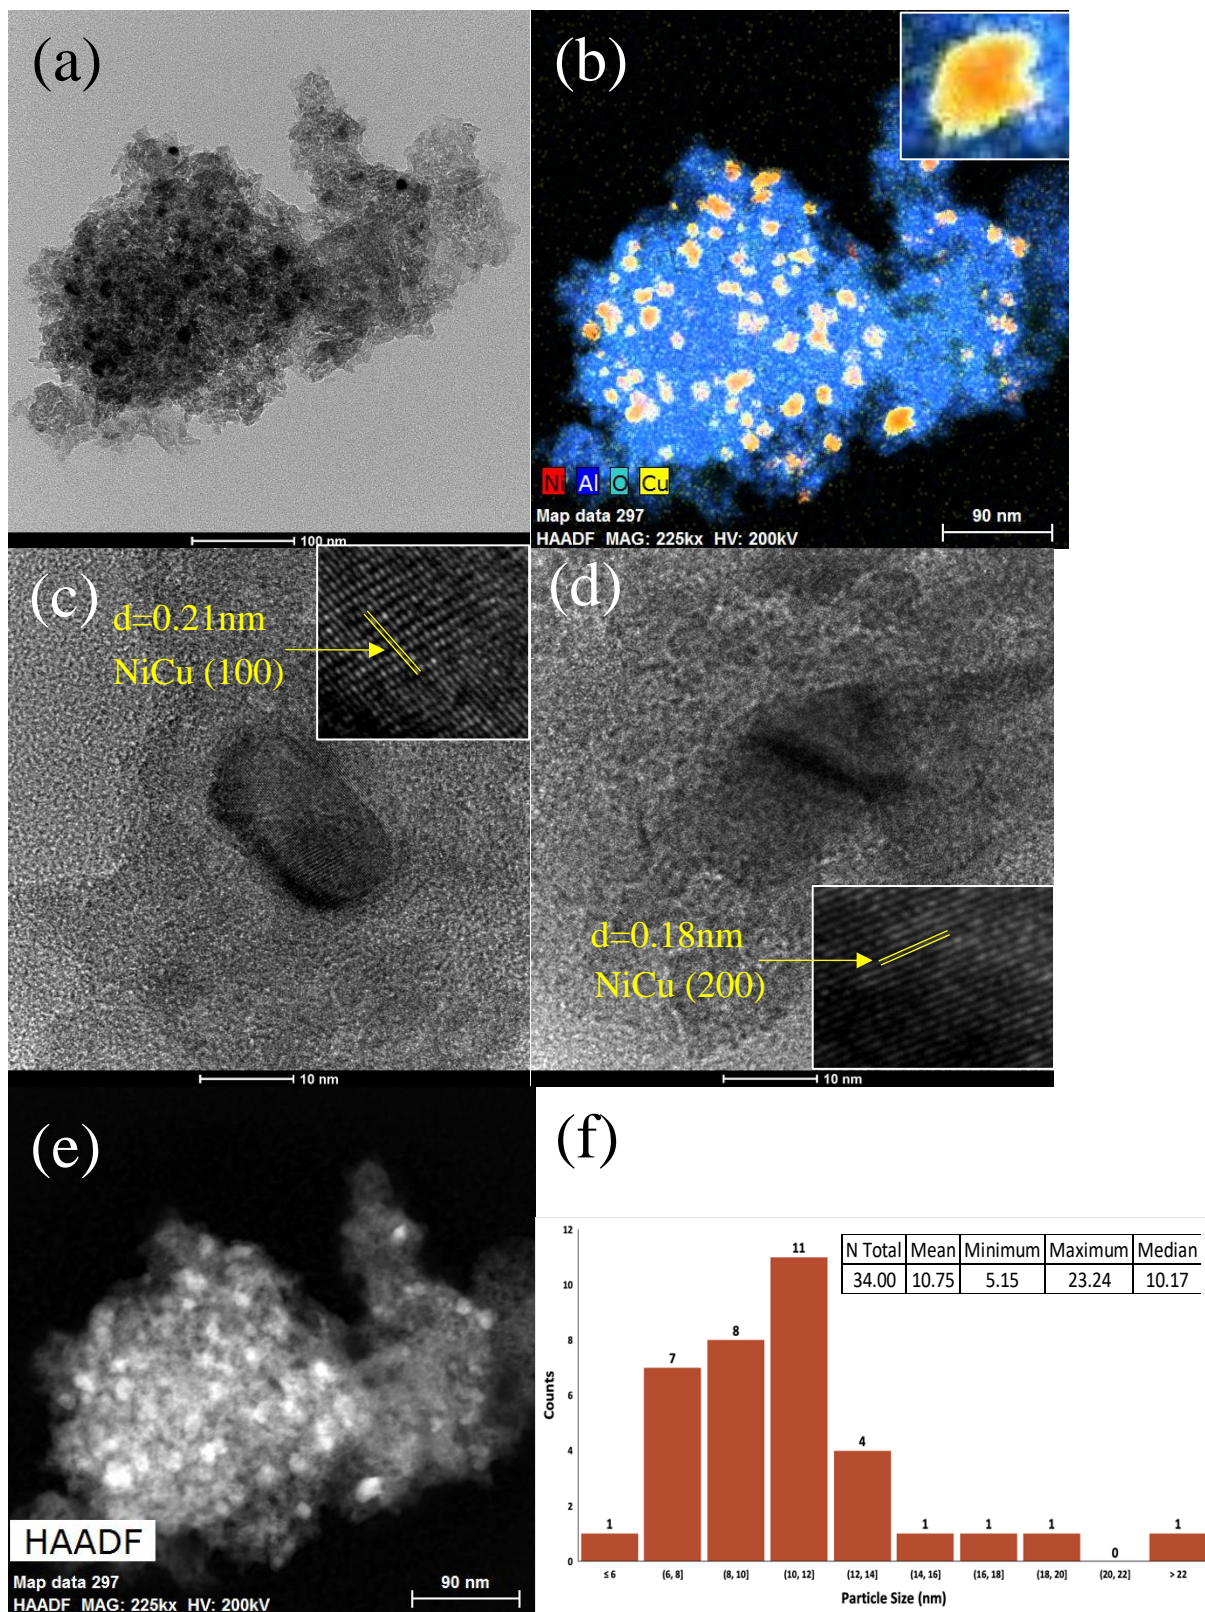 (a)
100 nm
(b)
Ni Al O Cu
Map data 297
HAADF MAG: 225kx HV: 200kV
90 nm
(c)
d=0.21nm
NiCu (100)
10 nm
(d)
d=0.18nm
NiCu (200)
10 nm
(e)
HAADF
Map data 297
HAADF MAG: 225kx HV: 200kV
90 nm
(f)
N Total Mean Minimum Maximum Median
34.00 10.75 5.15 23.24 10.17
Counts
12
10
8
6
4
2
0
1 7 8 11 4 1 1 1 0 1
≤ 6 (6, 8] (8, 10] (10, 12] (12, 14] (14, 16] (16, 18] (18, 20] (20, 22] > 22
Particle Size (nm)